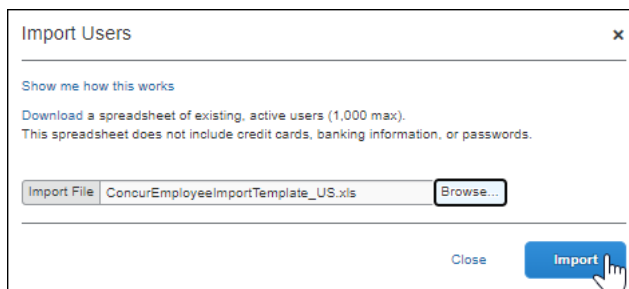 Import Users
×
Show me how this works
Download a spreadsheet of existing, active users (1,000 max).
This spreadsheet does not include credit cards, banking information, or passwords.
Import File ConcurEmployeeImportTemplate_US.xls Browse...
Close Import